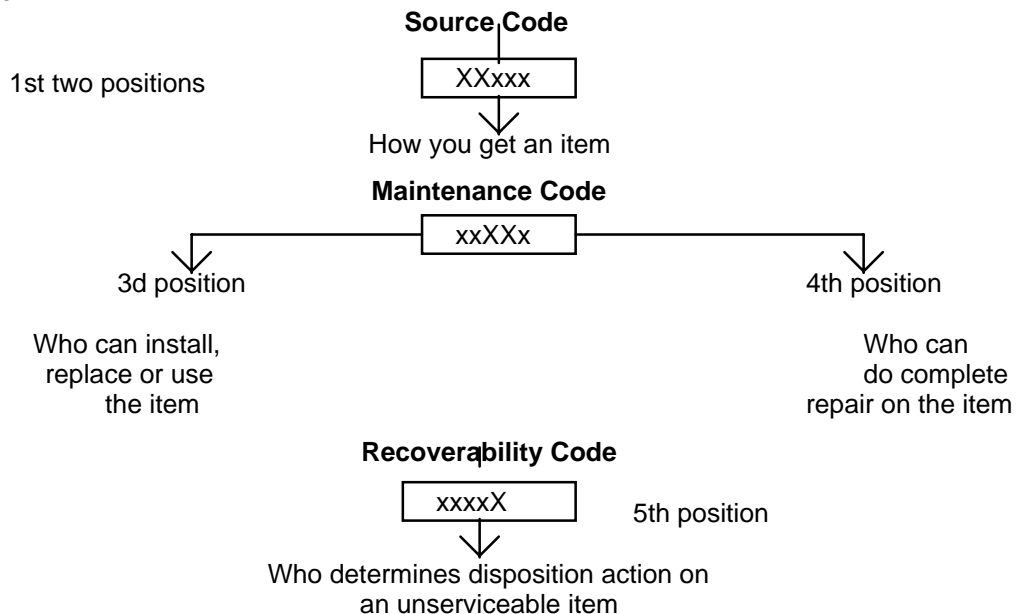 Source Code
1st two positions
XXxxx
How you get an item
Maintenance Code
xxXXx
3d position
4th position
Who can install,
replace or use
the item
Who can
do complete
repair on the item
Recoverability Code
xxxxX
5th position
Who determines disposition action on
an unserviceable item